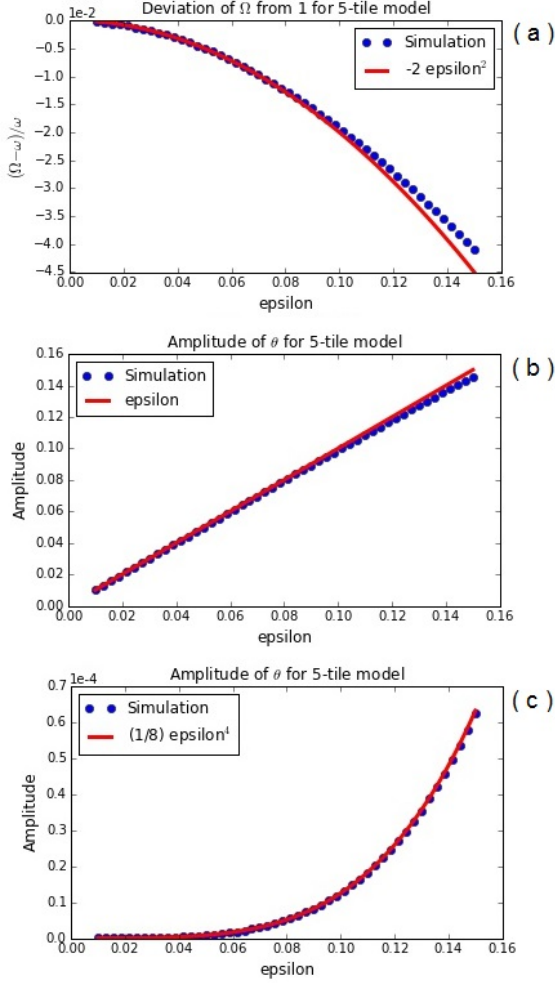 Deviation of Ω from 1 for 5-tile model
( a )
1e-2
0.0
−0.5
−1.0
−1.5
−2.0
−2.5
−3.0
−3.5
−4.0
−4.5
(Ω−ω)/ω
Simulation
-2 epsilon²
0.00 0.02 0.04 0.06 0.08 0.10 0.12 0.14 0.16
epsilon
Amplitude of θ for 5-tile model
( b )
0.16
0.14
0.12
0.10
0.08
0.06
0.04
0.02
0.00
Amplitude
Simulation
epsilon
0.00 0.02 0.04 0.06 0.08 0.10 0.12 0.14 0.16
epsilon
Amplitude of θ for 5-tile model
( c )
1e-4
0.7
0.6
0.5
0.4
0.3
0.2
0.1
0.0
Amplitude
Simulation
(1/8) epsilon⁴
0.00 0.02 0.04 0.06 0.08 0.10 0.12 0.14 0.16
epsilon